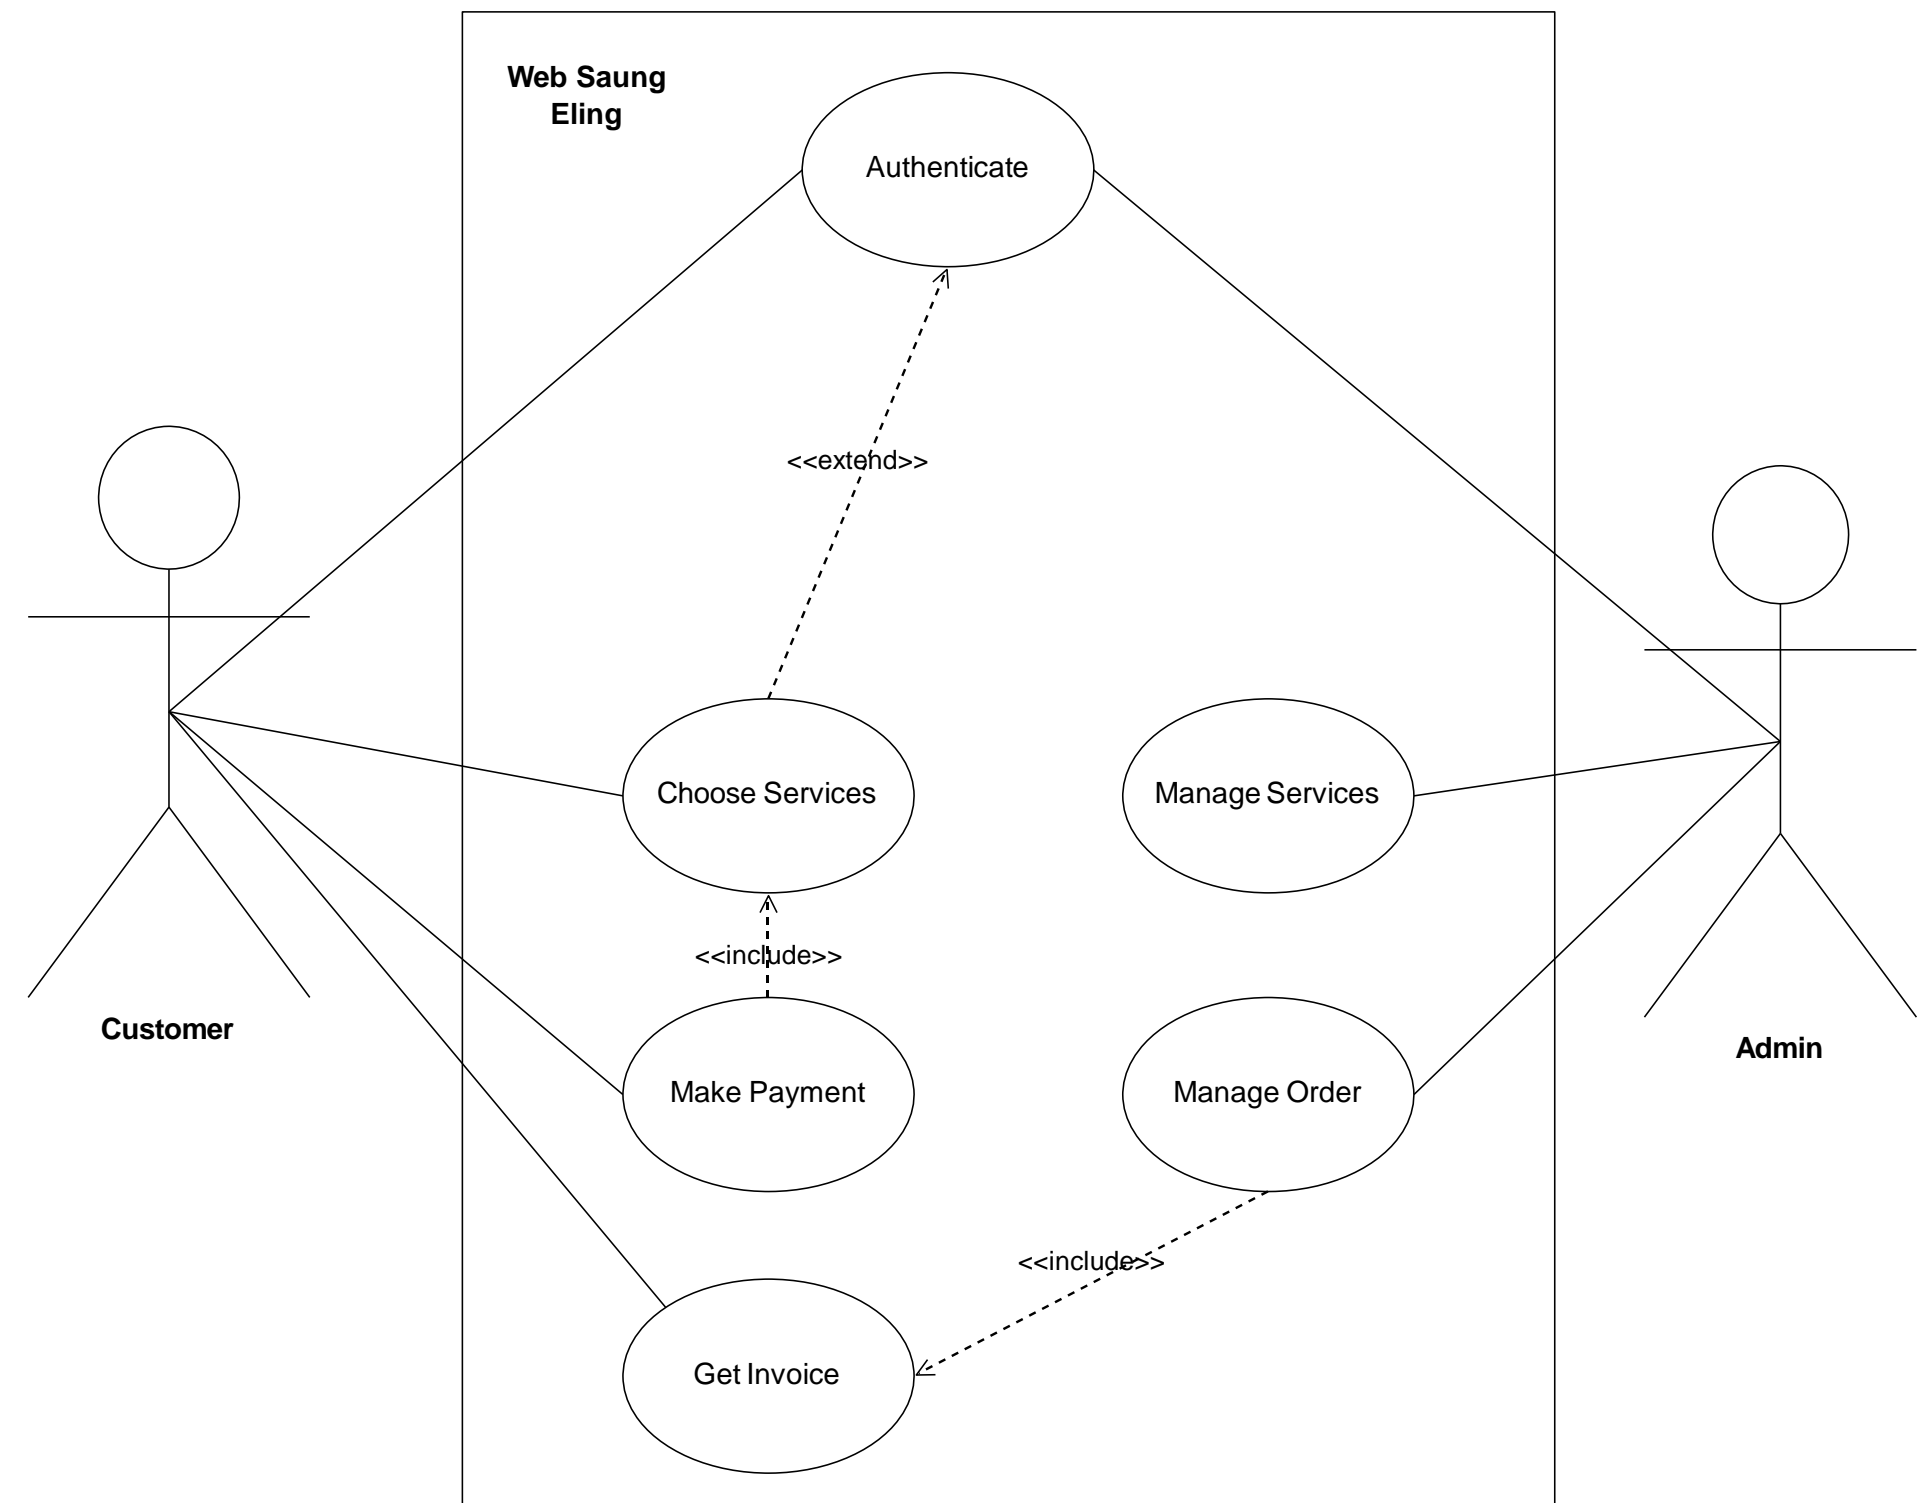 Web Saung
Eling
Authenticate
<<extend>>
Choose Services
Manage Services
<<include>>
Customer
Make Payment
Manage Order
Admin
<<include>>
Get Invoice